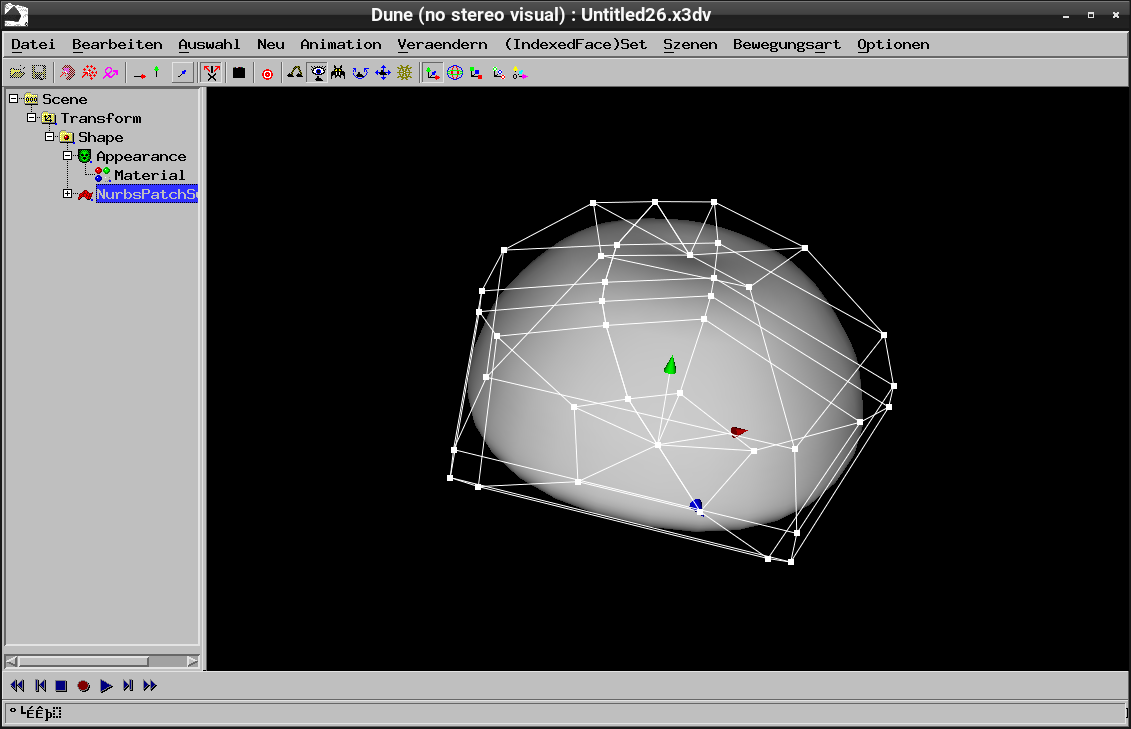 Dune (no stereo visual) : Untitled26.x3dv
Datei Bearbeiten Auswahl Neu Animation Veraendern (IndexedFace)Set Szenen Bewegungsart Optionen
Scene
Transform
Shape
Appearance
Material
NurbsPatchS